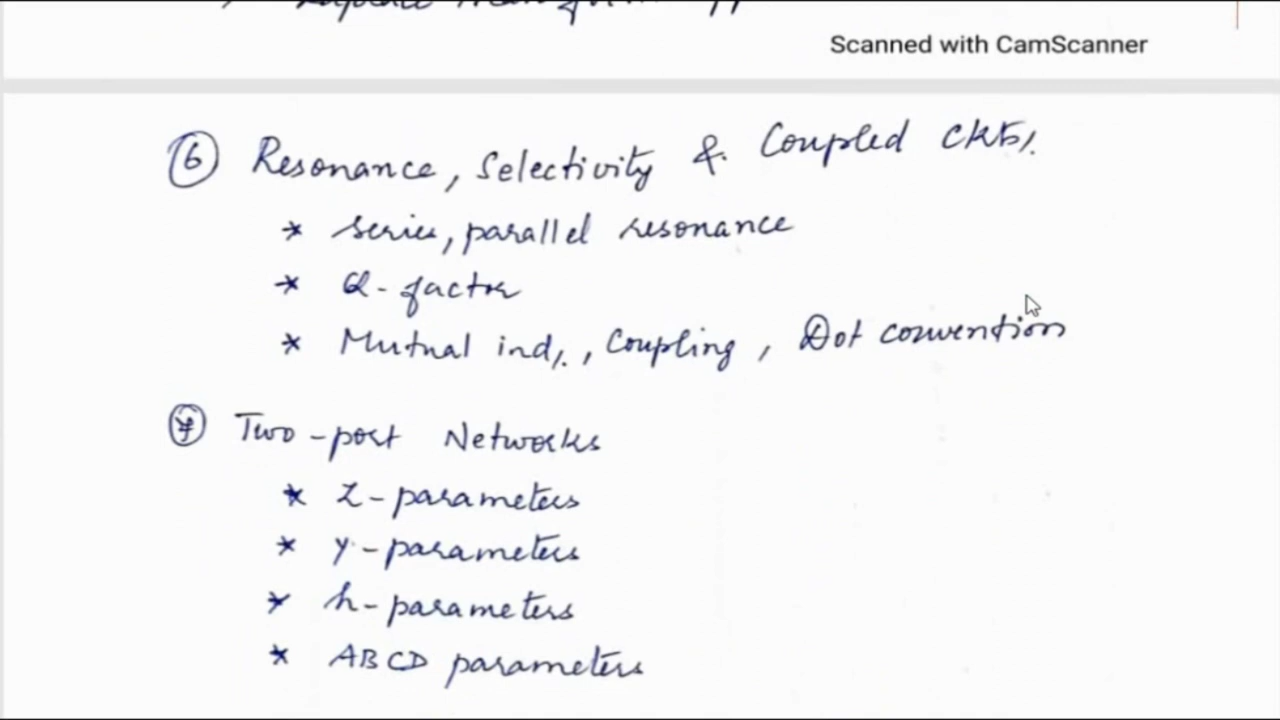 Scanned with CamScanner
⑥ Resonance, Selectivity & Coupled Ckts.
* Series, parallel resonance
* Q-factor
* Mutual ind., Coupling, Dot convention
⑦ Two-port Networks
* Z-parameters
* y-parameters
* h-parameters
* ABCD parameters